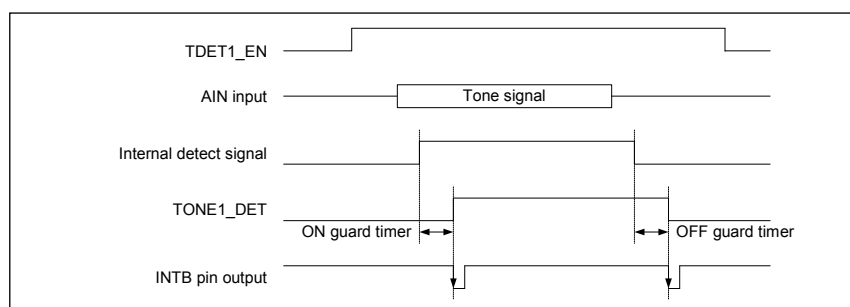 TDET1_EN
AIN input
Tone signal
Internal detect signal
TONE1_DET
ON guard timer
OFF guard timer
INTB pin output